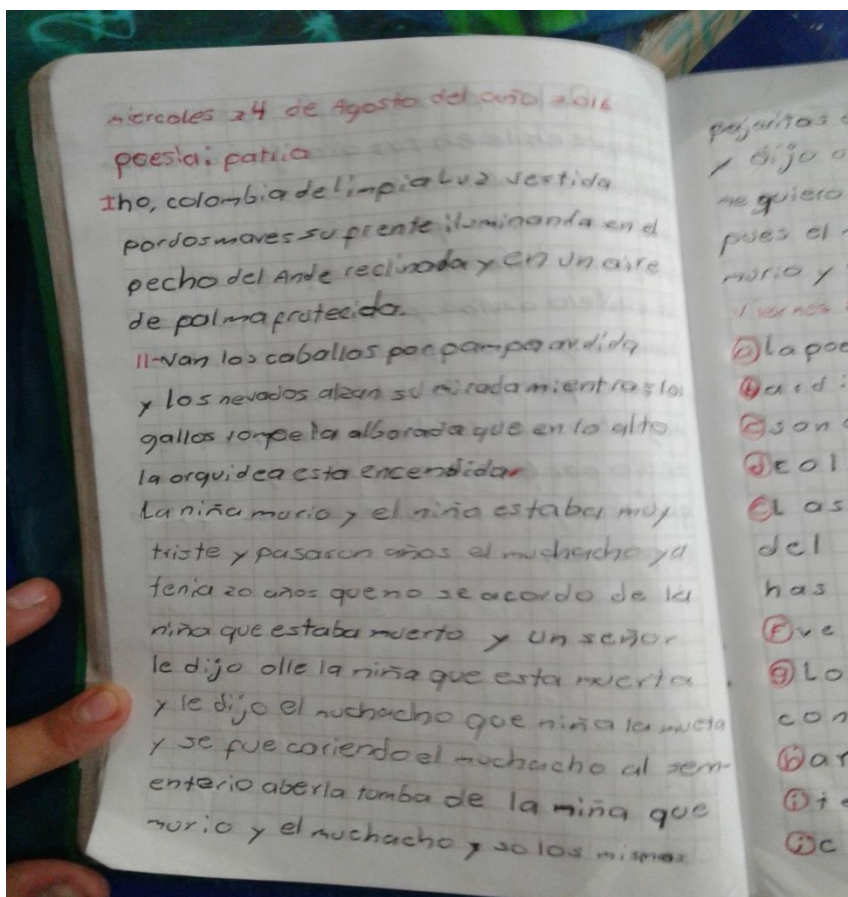 miercoles 24 de Agosto del año 2016
poesia: patria
Iho, colombia de limpia luz vestida
pordosmares su frente iluminanda en el
pecho del Ande reclinada y en un aire
de palma protecida.
11-Van los caballos por pampa ardida
y los nevados alzan su mirada mientras los
gallos rompe la alborada que en lo alto
la orquidea esta encendida
La niña murio y el niño estaba muy
triste y pasaron años el muchacho ya
tenia 20 años que no se acordo de la
niña que estaba muerto y un señor
le dijo olle la niña que esta muerta
y le dijo el muchacho que niña la mueta
y se fue coriendo el muchacho al sem-
enterio aberla tomba de la niña que
murio y el muchacho y so los mismos
pajaritos
y dijo
me quiero
pues el
murio y
Viernes
a la poe
b
c son
d col
e Las
del
has
f ve
g Lo
con
h ar
i
j c